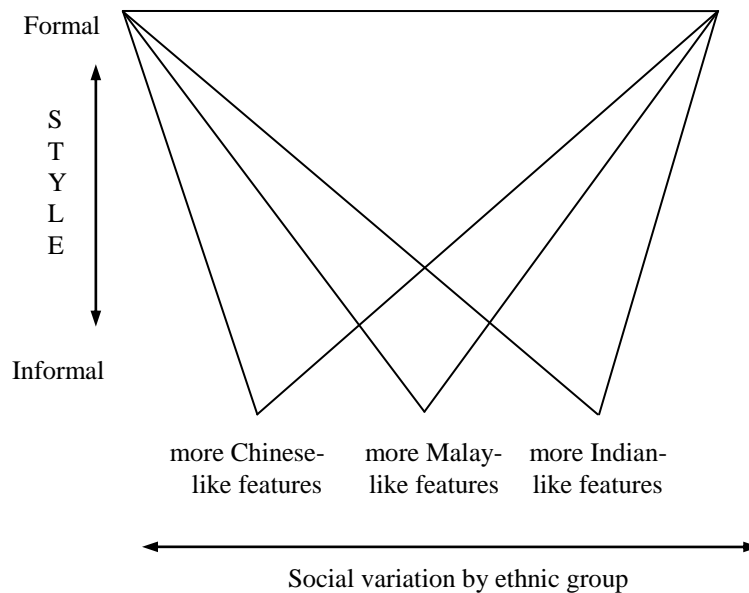 Formal
S
T
Y
L
E
Informal
more Chinese-
like features
more Malay-
like features
more Indian-
like features
Social variation by ethnic group